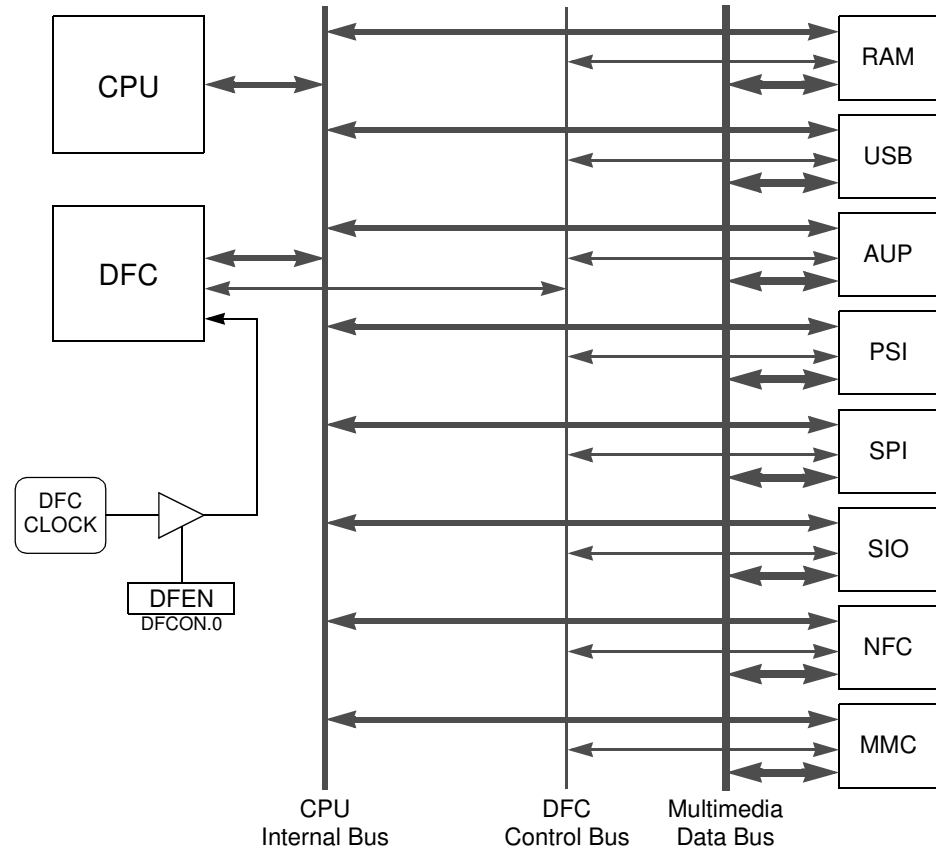 CPU
DFC
DFC
CLOCK
DFEN
DFCON.0
RAM
USB
AUP
PSI
SPI
SIO
NFC
MMC
CPU
Internal Bus
DFC
Control Bus
Multimedia
Data Bus